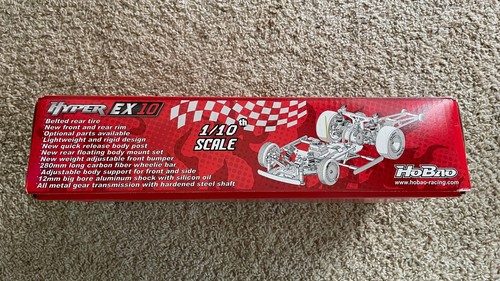 HYPER EX 10
*Belted rear tire
*New front and rear rim
*Optional parts available
*Lightweight and rigid design
*New quick release body post
*New rear floating body mount set
*New weight adjustable front bumper
*280mm long carbon fiber wheelie bar
*Adjustable body support for front and side
*12mm big bore aluminum shock with silicon oil
*All metal gear transmission with hardened steel shaft
1/10th
SCALE
HOBAO
www.hobao-racing.com